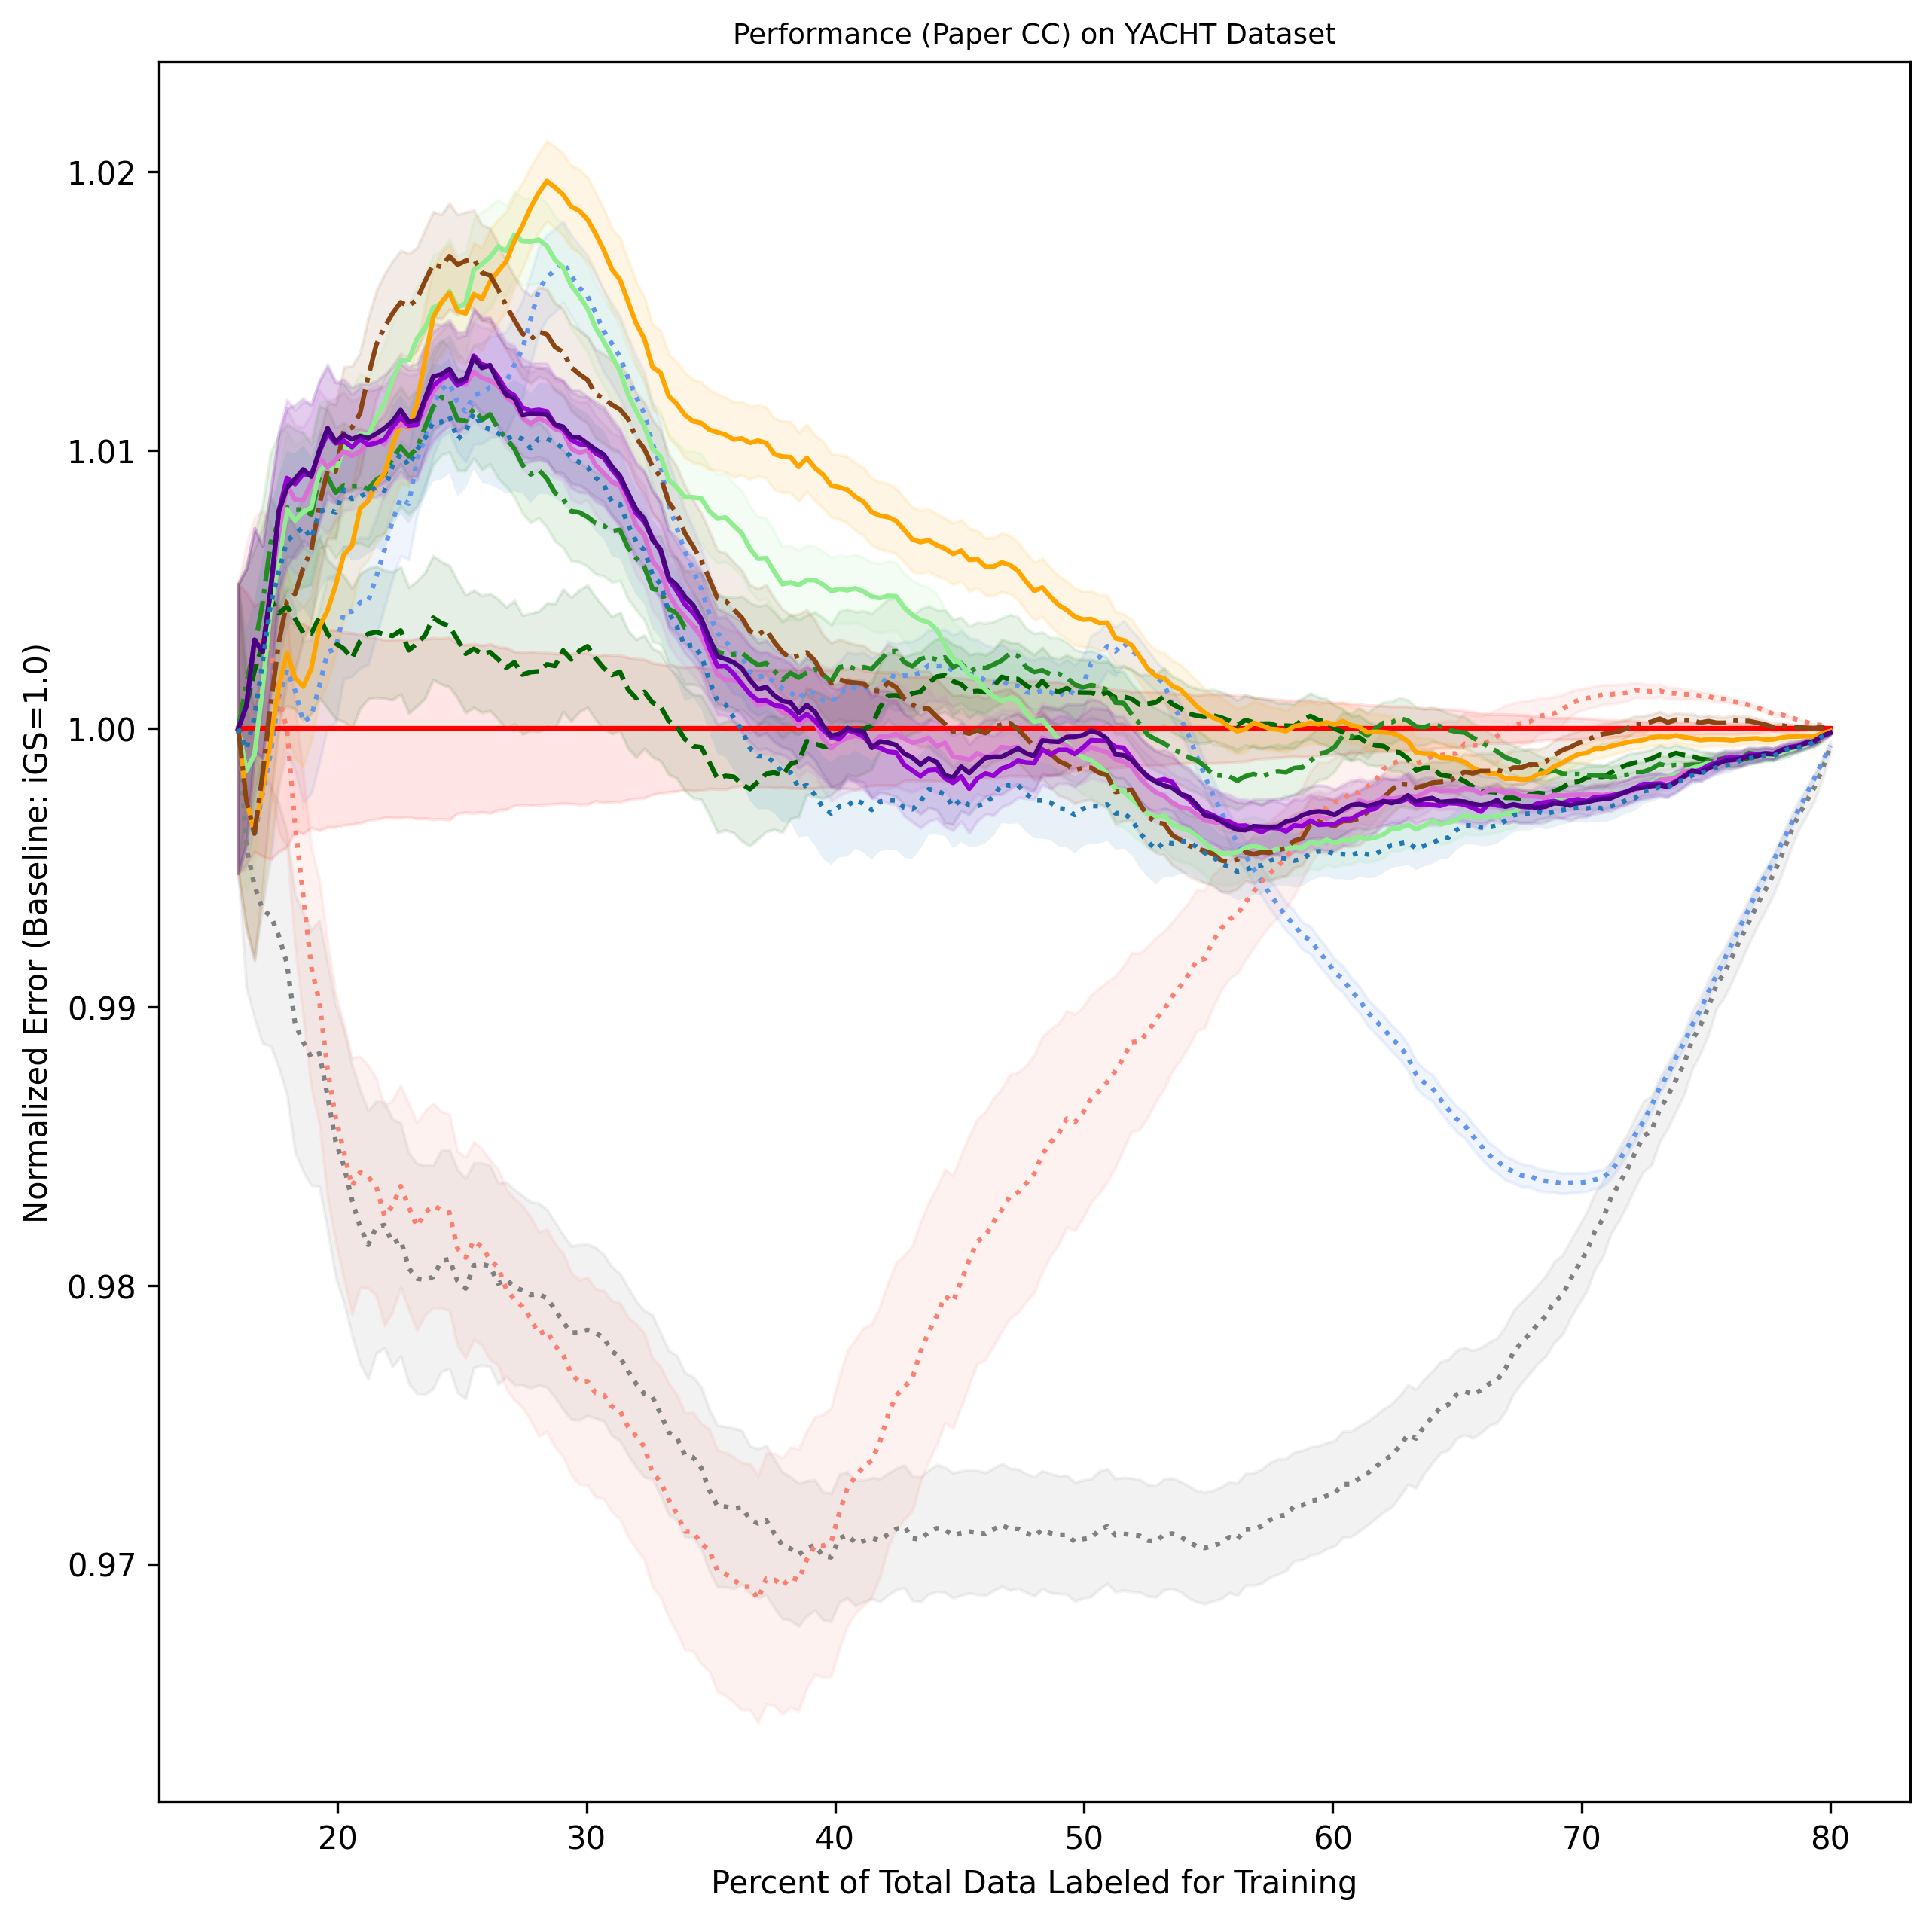 Performance (Paper CC) on YACHT Dataset
Normalized Error (Baseline: iGS=1.0)
1.02
1.01
1.00
0.99
0.98
0.97
20 30 40 50 60 70 80
Percent of Total Data Labeled for Training